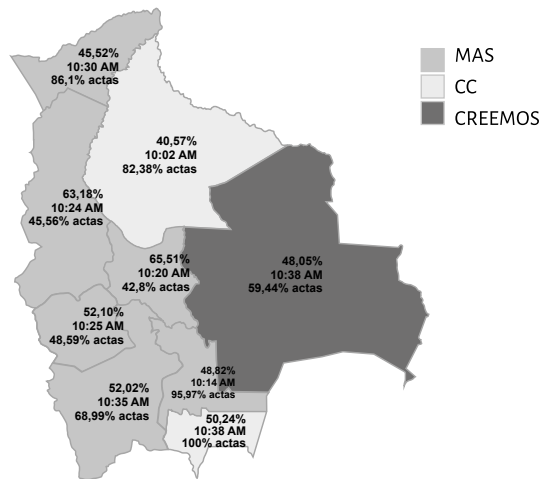 45,52%
10:30 AM
86,1% actas
MAS
CC
CREEMOS
40,57%
10:02 AM
82,38% actas
63,18%
10:24 AM
45,56% actas
65,51%
10:20 AM
42,8% actas
48,05%
10:38 AM
59,44% actas
52,10%
10:25 AM
48,59% actas
48,82%
10:14 AM
95,97% actas
52,02%
10:35 AM
68,99% actas
50,24%
10:38 AM
100% actas